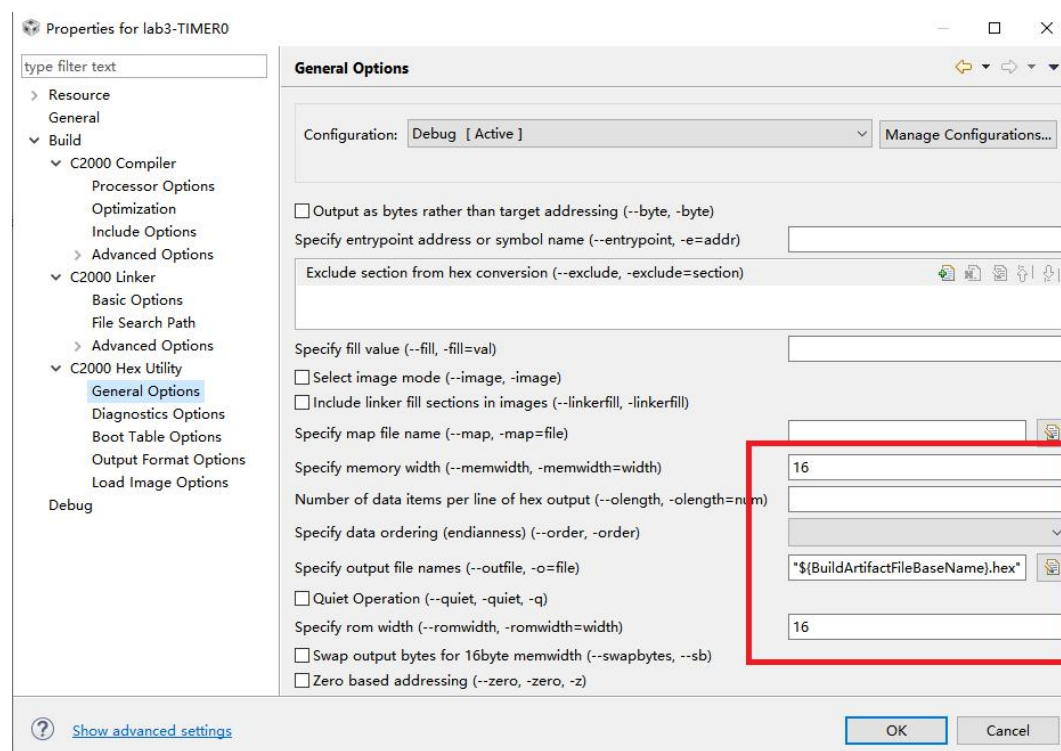 Properties for lab3-TIMER0
type filter text
General Options
Resource
General
Build
C2000 Compiler
Processor Options
Optimization
Include Options
Advanced Options
C2000 Linker
Basic Options
File Search Path
Advanced Options
C2000 Hex Utility
General Options
Diagnostics Options
Boot Table Options
Output Format Options
Load Image Options
Debug
Configuration: Debug [ Active ] Manage Configurations...
Output as bytes rather than target addressing (--byte, -byte)
Specify entrypoint address or symbol name (--entrypoint, -e=addr)
Exclude section from hex conversion (--exclude, -exclude=section)
Specify fill value (--fill, -fill=val)
Select image mode (--image, -image)
Include linker fill sections in images (--linkerfill, -linkerfill)
Specify map file name (--map, -map=file)
Specify memory width (--memwidth, -memwidth=width) 16
Number of data items per line of hex output (--olength, -olength=num)
Specify data ordering (endianness) (--order, -order)
Specify output file names (--outfile, -o=file) "${BuildArtifactFileBaseName}.hex"
Quiet Operation (--quiet, -quiet, -q)
Specify rom width (--romwidth, -romwidth=width) 16
Swap output bytes for 16byte memwidth (--swapbytes, --sb)
Zero based addressing (--zero, -zero, -z)
Show advanced settings
OK Cancel